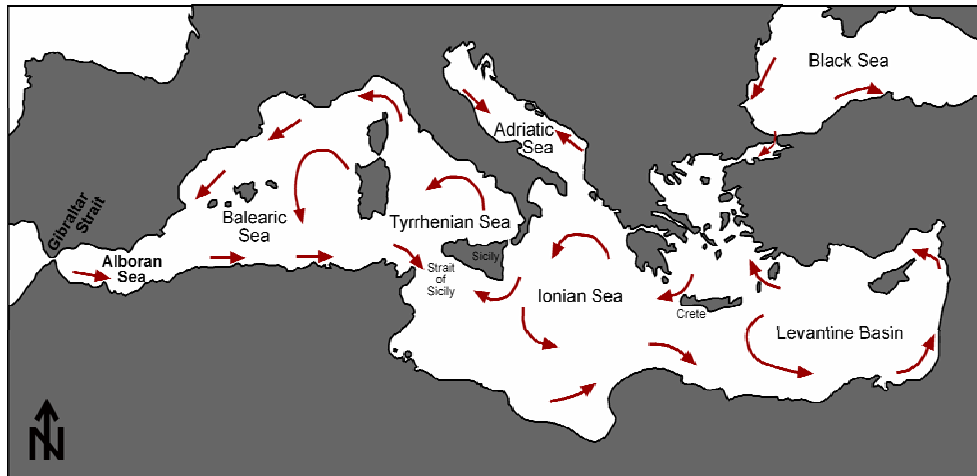 Black Sea
Adriatic
Sea
Gibraltar
Strait
Balearic
Sea
Tyrrhenian Sea
Alboran
Sea
Sicily
Strait
of
Sicily
Ionian Sea
Crete
Levantine Basin
N